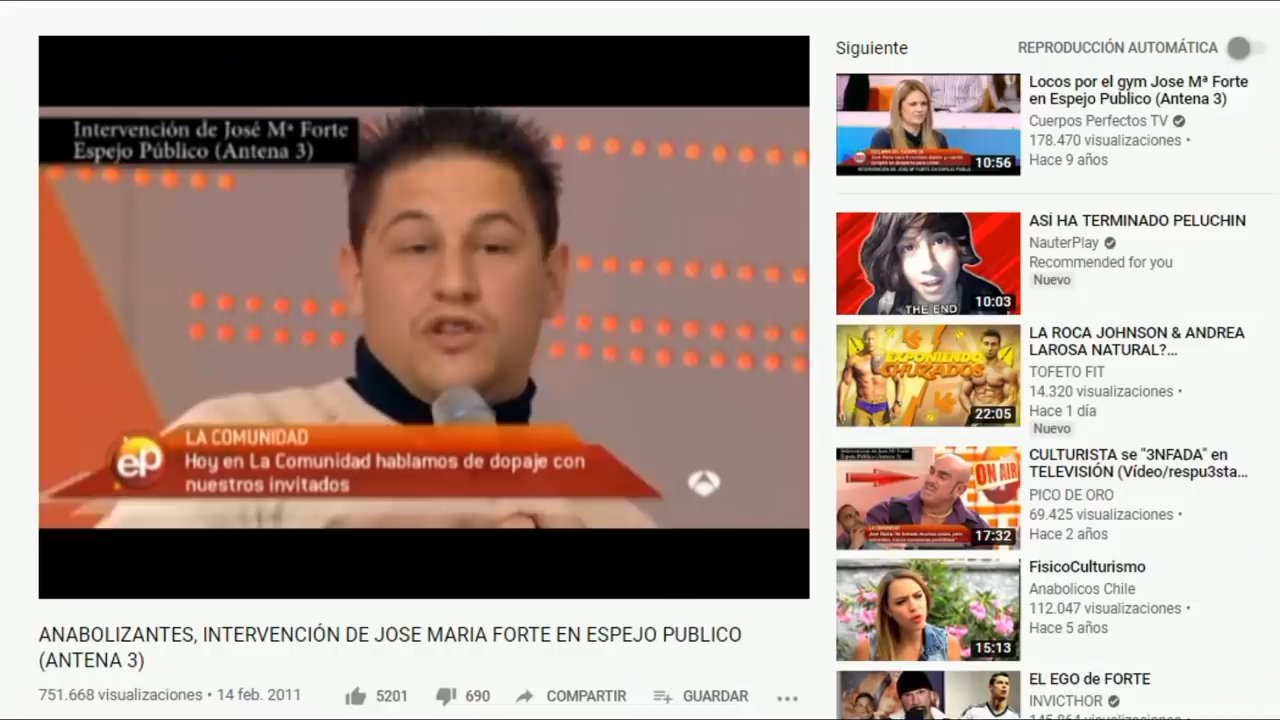 Intervención de José Mª Forte
Espejo Público (Antena 3)
ep
LA COMUNIDAD
Hoy en La Comunidad hablamos de dopaje con
nuestros invitados
ANABOLIZANTES, INTERVENCIÓN DE JOSE MARIA FORTE EN ESPEJO PUBLICO
(ANTENA 3)
751.668 visualizaciones • 14 feb. 2011
5201
690
COMPARTIR
GUARDAR
Siguiente
REPRODUCCIÓN AUTOMÁTICA
10:56
Locos por el gym Jose Mª Forte
en Espejo Publico (Antena 3)
Cuerpos Perfectos TV
178.470 visualizaciones •
Hace 9 años
THE END
10:03
ASÍ HA TERMINADO PELUCHIN
NauterPlay
Recommended for you
Nuevo
VS
EXPONIENDO
CHUZADOS
22:05
LA ROCA JOHNSON & ANDREA
LAROSA NATURAL?...
TOFETO FIT
14.320 visualizaciones •
Hace 1 día
Nuevo
ON AIR
17:32
CULTURISTA se "3NFADA" en
TELEVISIÓN (Vídeo/respu3sta...
PICO DE ORO
69.425 visualizaciones •
Hace 2 años
15:13
FisicoCulturismo
Anabolicos Chile
112.047 visualizaciones •
Hace 5 años
EL EGO de FORTE
INVICTHOR